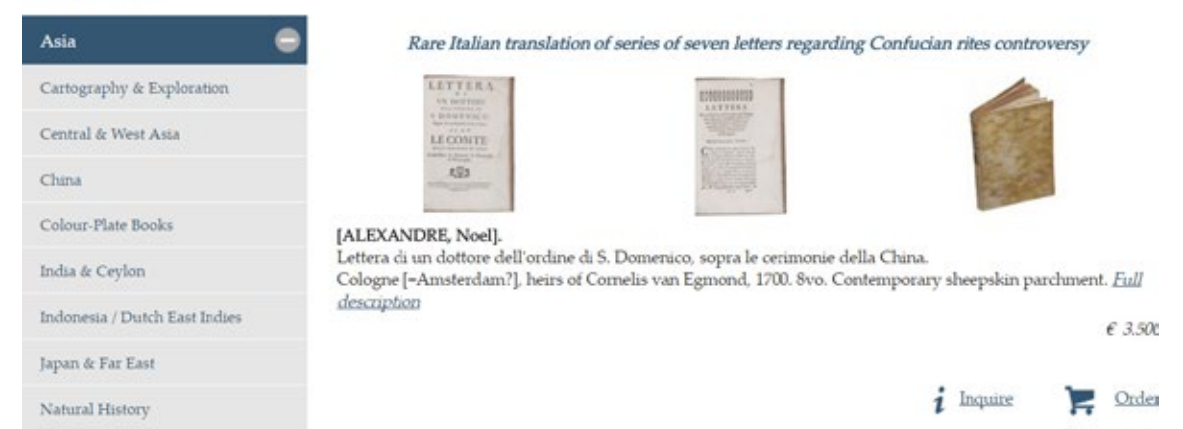 Asia
Cartography & Exploration
Central & West Asia
China
Colour-Plate Books
India & Ceylon
Indonesia / Dutch East Indies
Japan & Far East
Natural History
Rare Italian translation of series of seven letters regarding Confucian rites controversy
LETTERA
LE COMTE
LETTERA
[ALEXANDRE, Noel].
Lettera di un dottore dell'ordine di S. Domenico, sopra le cerimonie della China.
Cologne [=Amsterdam?], heirs of Cornelis van Egmond, 1700. 8vo. Contemporary sheepskin parchment. Full
description
€ 3.500
Inquire
Order